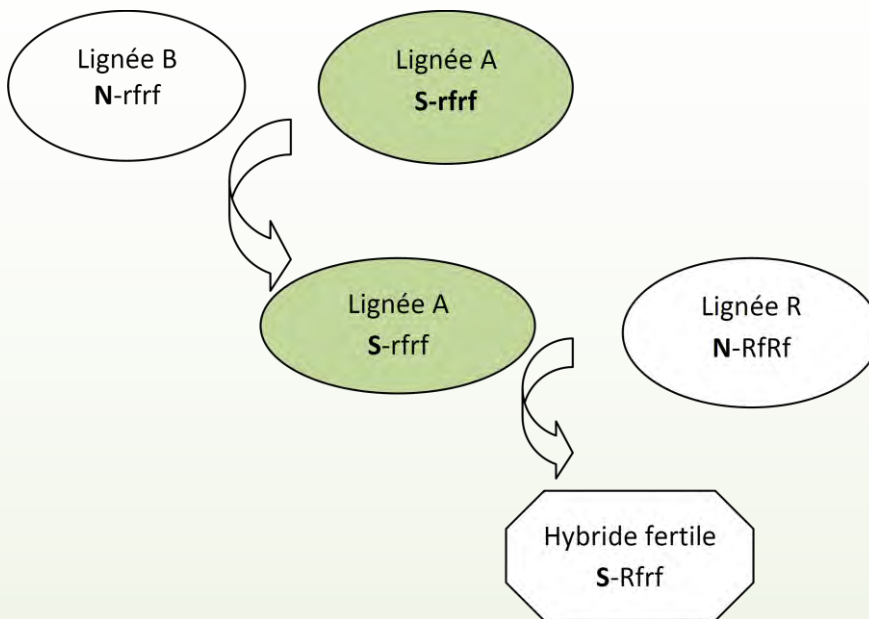 Lignée B
N-rfrf
Lignée A
S-rfrf
Lignée A
S-rfrf
Lignée R
N-RfRf
Hybride fertile
S-Rfrf